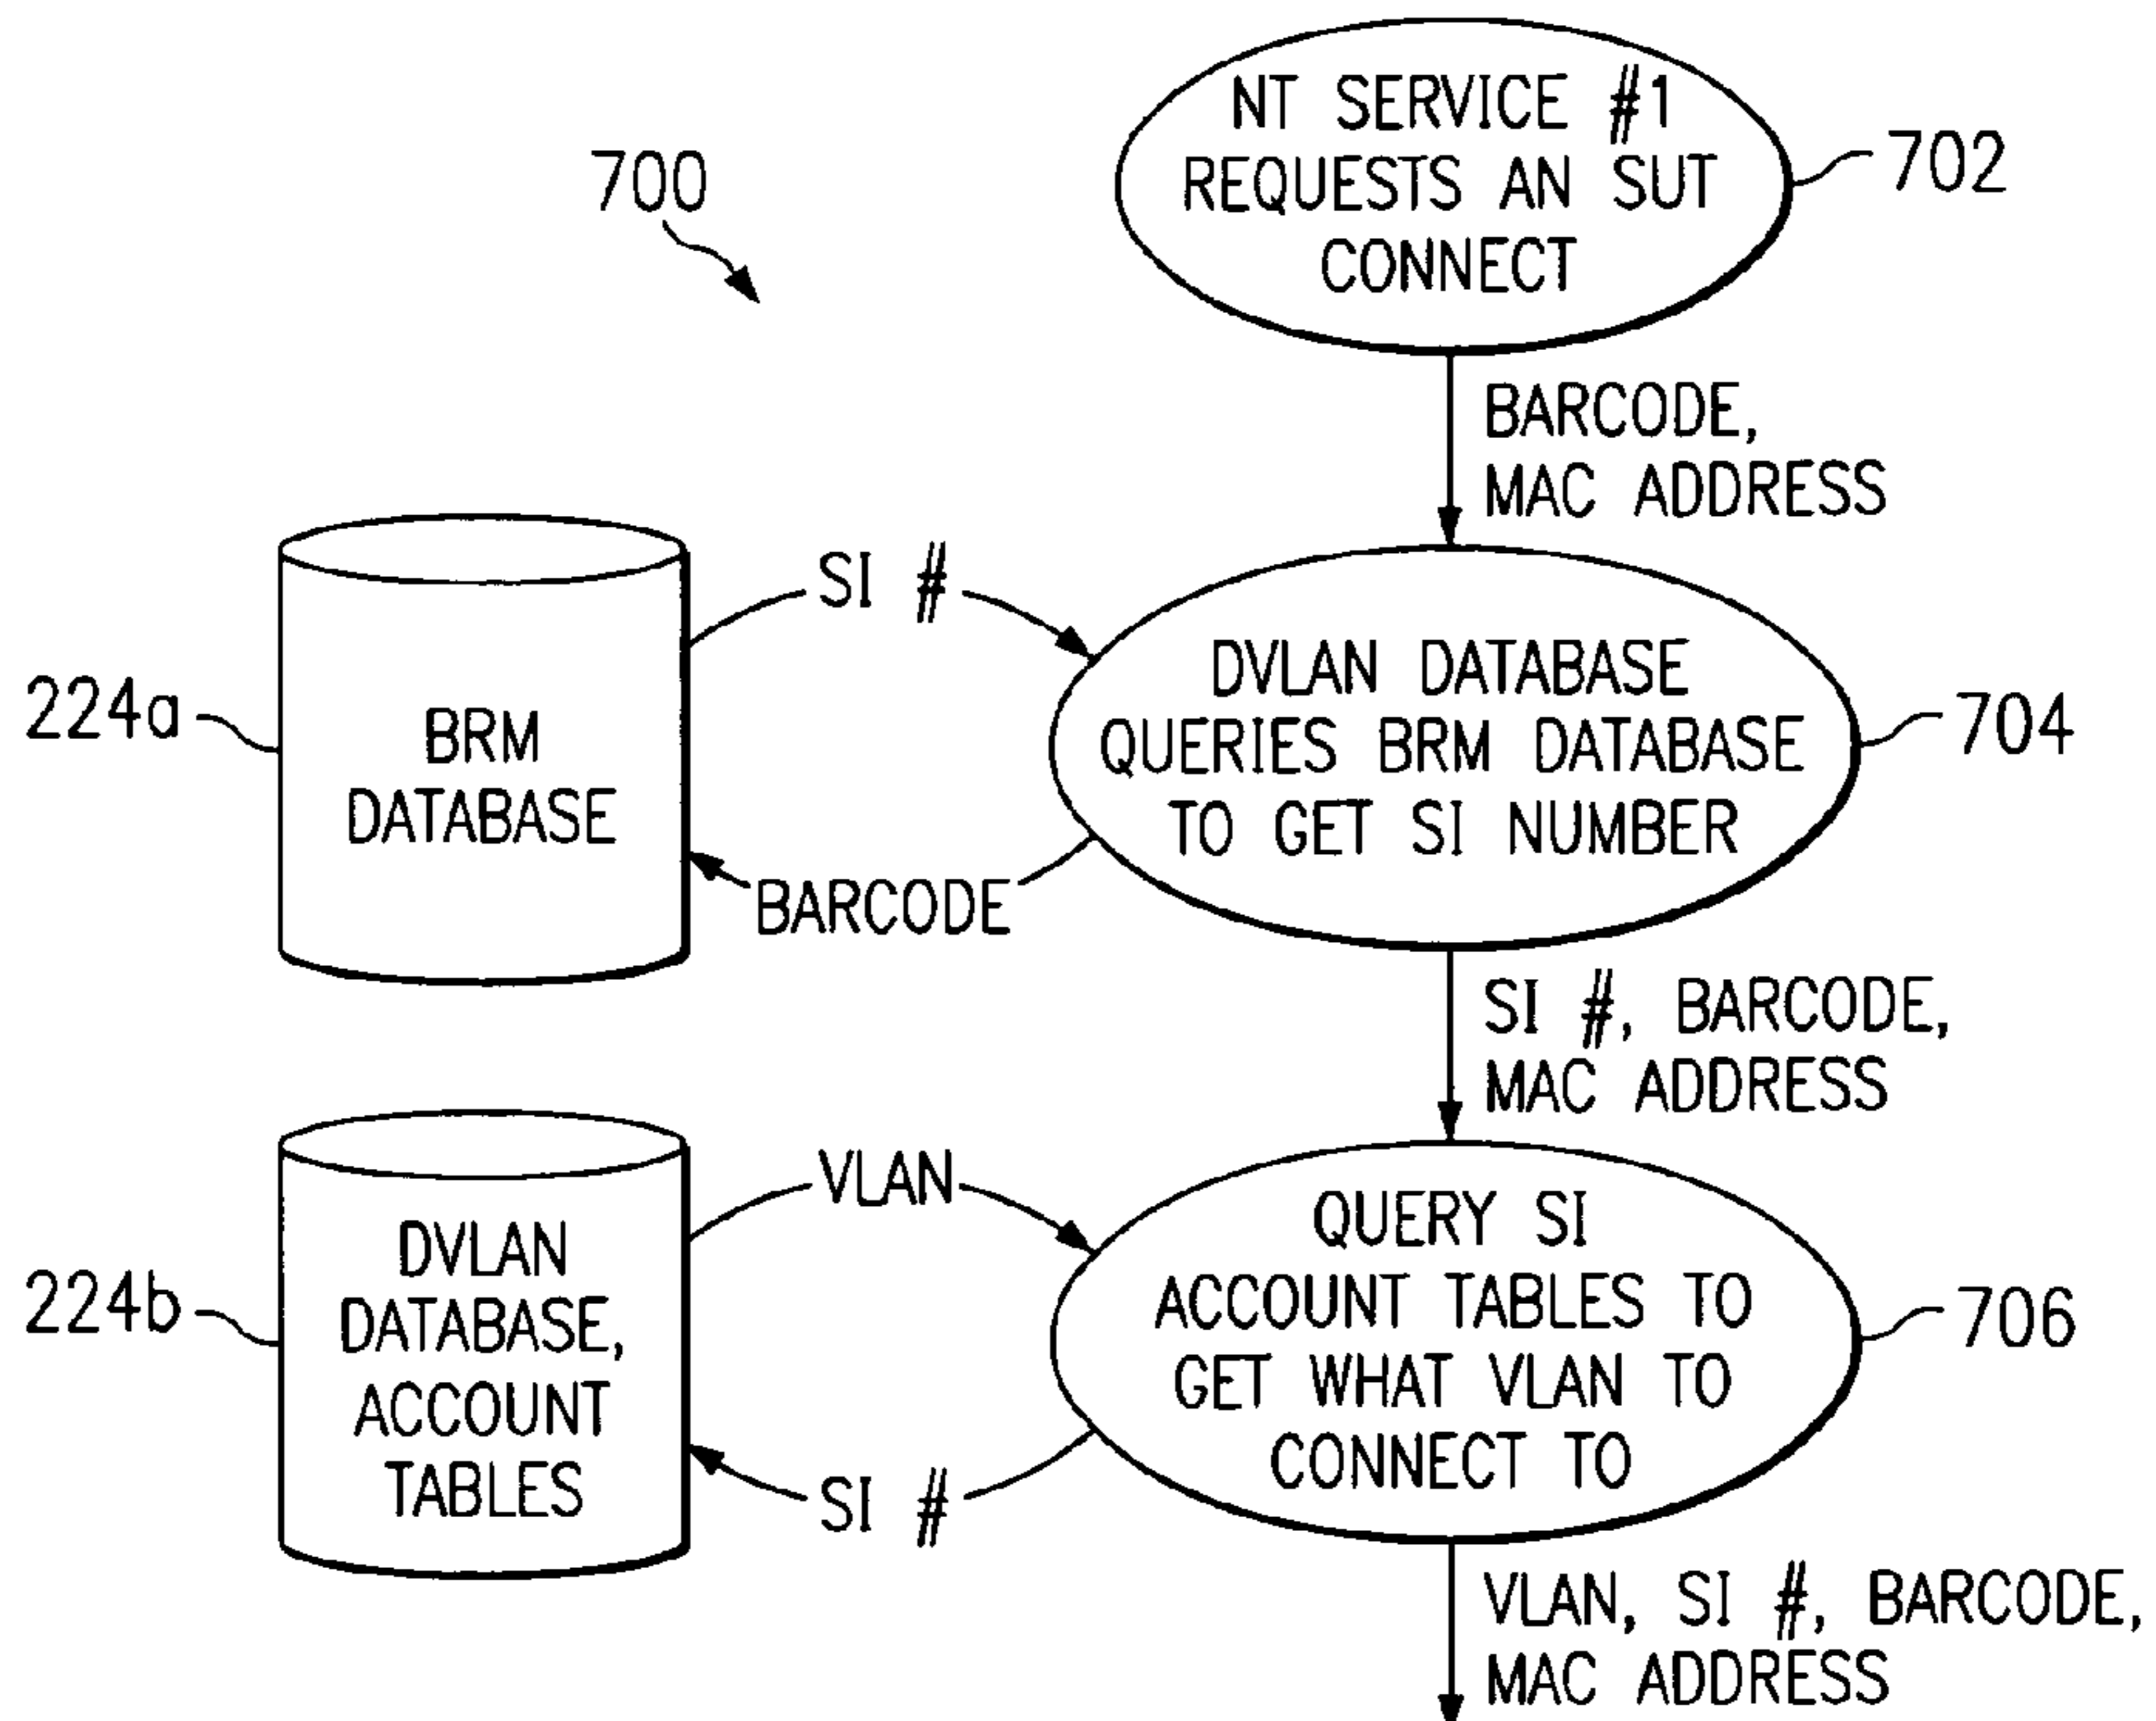 NT SERVICE #1
REQUESTS AN SUT
CONNECT
702
700
BARCODE,
MAC ADDRESS
SI #
224a
BRM
DATABASE
DVLAN DATABASE
QUERIES BRM DATABASE
TO GET SI NUMBER
704
BARCODE
SI #, BARCODE,
MAC ADDRESS
VLAN
224b
DVLAN
DATABASE,
ACCOUNT
TABLES
QUERY SI
ACCOUNT TABLES TO
GET WHAT VLAN TO
CONNECT TO
706
SI #
VLAN, SI #, BARCODE,
MAC ADDRESS